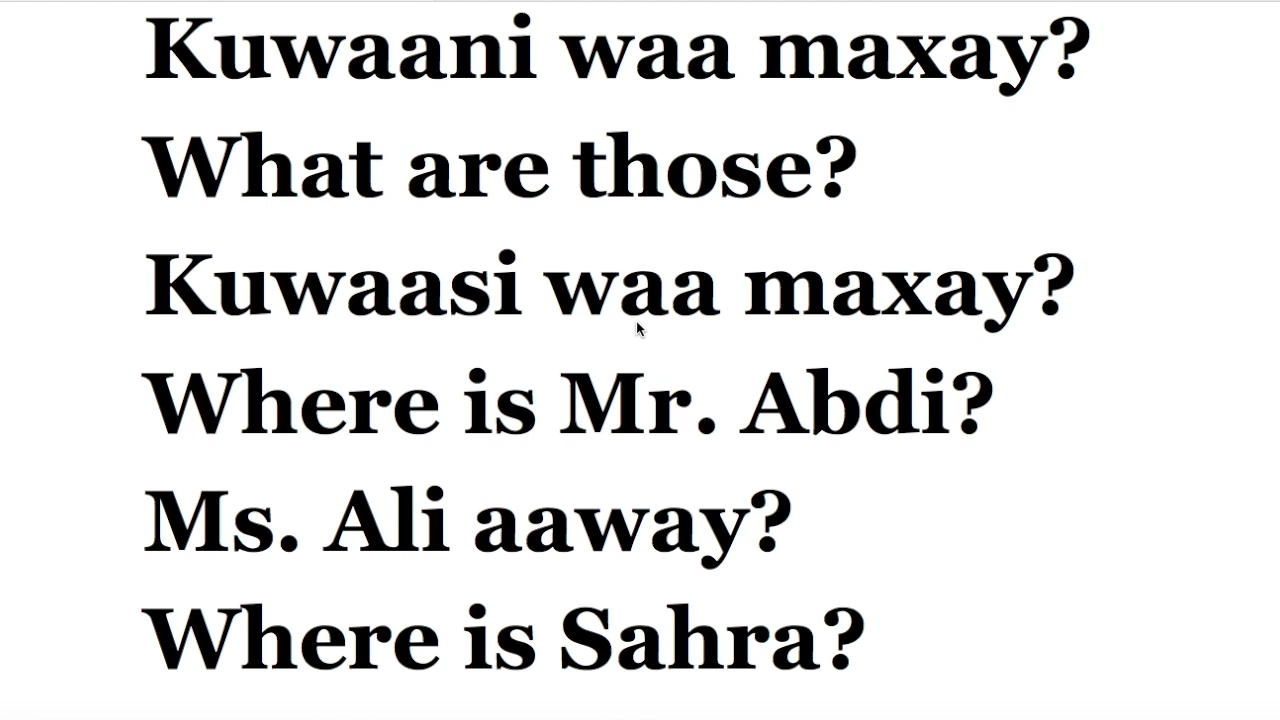 Kuwaani waa maxay?
What are those?
Kuwaasi waa maxay?
Where is Mr. Abdi?
Ms. Ali aaway?
Where is Sahra?